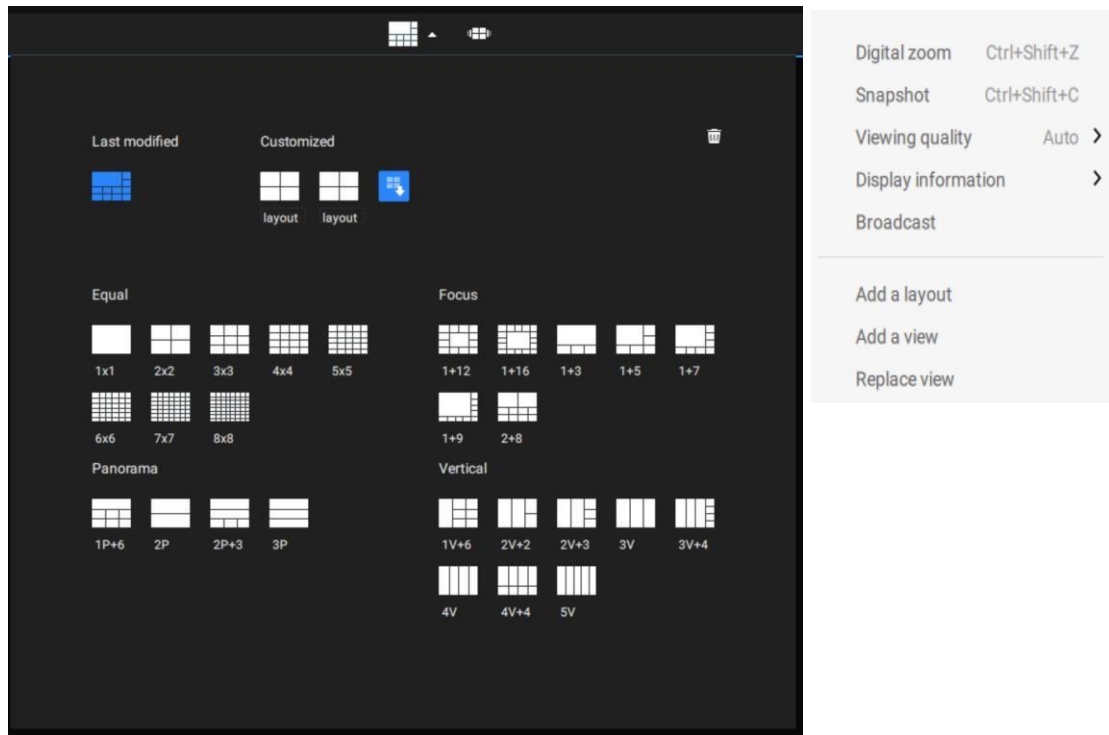 Last modified
Customized
layout
layout
Equal
1x1
2x2
3x3
4x4
5x5
6x6
7x7
8x8
Focus
1+12
1+16
1+3
1+5
1+7
1+9
2+8
Panorama
1P+6
2P
2P+3
3P
Vertical
1V+6
2V+2
2V+3
3V
3V+4
4V
4V+4
5V
Digital zoom Ctrl+Shift+Z
Snapshot Ctrl+Shift+C
Viewing quality Auto
Display information
Broadcast
Add a layout
Add a view
Replace view